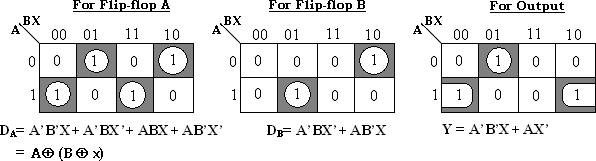 For Flip-flop A For Flip-flop B For Output
BX BX BX
A 00 01 11 10 A 00 01 11 10 A 00 01 11 10
0 0 1 0 1 0 0 0 0 1 0 0 1 0 0
1 1 0 1 0 1 0 1 0 0 1 1 0 0 1
DA= A'B'X + A'BX'+ ABX + AB'X' DB= A'BX'+ AB'X Y = A'B'X + AX'
= A⊕(B ⊕ x)